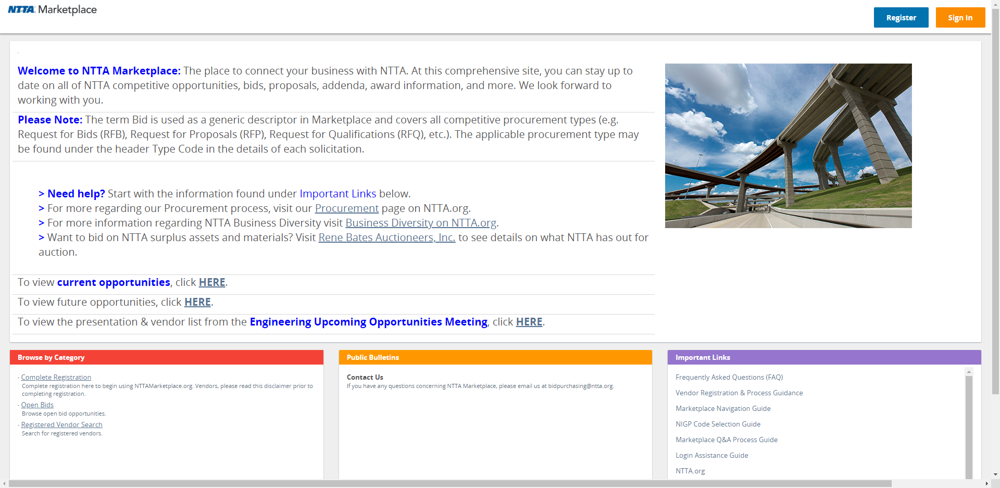 NTTA Marketplace
Register
Sign In
Welcome to NTTA Marketplace: The place to connect your business with NTTA. At this comprehensive site, you can stay up to
date on all of NTTA competitive opportunities, bids, proposals, addenda, award information, and more. We look forward to
working with you.
Please Note: The term Bid is used as a generic descriptor in Marketplace and covers all competitive procurement types (e.g.
Request for Bids (RFB), Request for Proposals (RFP), Request for Qualifications (RFQ), etc.). The applicable procurement type may
be found under the header Type Code in the details of each solicitation.
> Need help? Start with the information found under Important Links below.
> For more regarding our Procurement process, visit our Procurement page on NTTA.org.
> For more information regarding NTTA Business Diversity visit Business Diversity on NTTA.org.
> Want to bid on NTTA surplus assets and materials? Visit Rene Bates Auctioneers, Inc. to see details on what NTTA has out for
auction.
To view current opportunities, click HERE.
To view future opportunities, click HERE.
To view the presentation & vendor list from the Engineering Upcoming Opportunities Meeting, click HERE.
Browse by Category
- Complete Registration
Complete registration here to begin using NTTAMarketplace.org. Vendors, please read this disclaimer prior to
completing registration.
- Open Bids
Browse open bid opportunities.
- Registered Vendor Search
Search for registered vendors.
Public Bulletins
Contact Us
If you have any questions concerning NTTA Marketplace, please email us at bidpurchasing@ntta.org.
Important Links
Frequently Asked Questions (FAQ)
Vendor Registration & Process Guidance
Marketplace Navigation Guide
NIGP Code Selection Guide
Marketplace Q&A Process Guide
Login Assistance Guide
NTTA.org